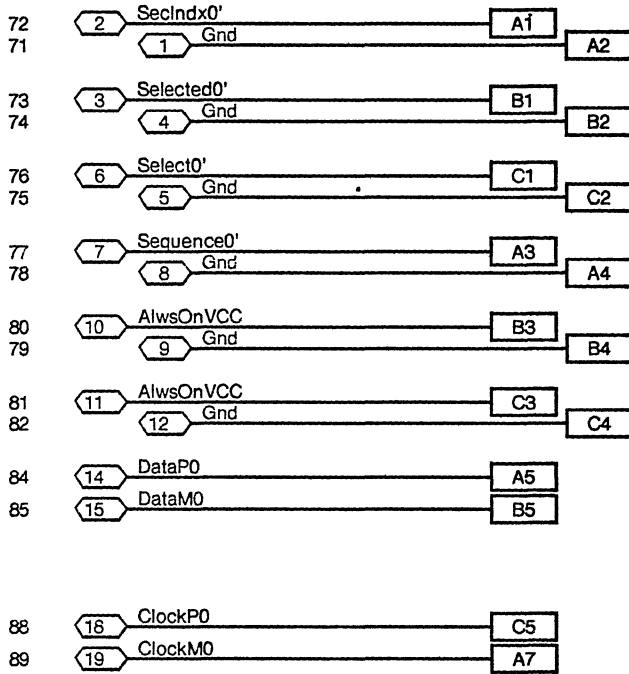 72 2 SecIndx0' A1
71 1 Gnd A2
73 3 Selected0' B1
74 4 Gnd B2
76 6 Select0' C1
75 5 Gnd C2
77 7 Sequence0' A3
78 8 Gnd A4
80 10 AlwsOnVCC B3
79 9 Gnd B4
81 11 AlwsOnVCC C3
82 12 Gnd C4
84 14 DataP0 A5
85 15 DataM0 B5
88 18 ClockP0 C5
89 19 ClockM0 A7